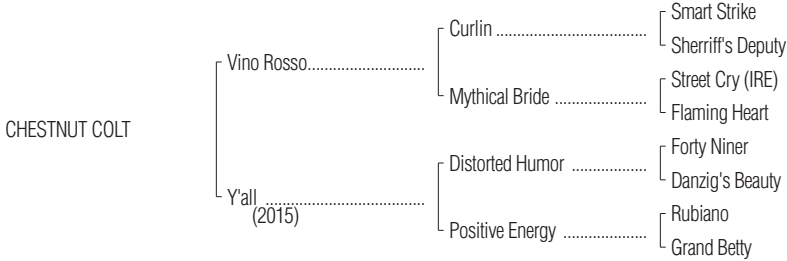 Smart Strike
Curlin ....................................
Sherriff's Deputy
Vino Rosso............................
Street Cry (IRE)
Mythical Bride ......................
Flaming Heart
CHESTNUT COLT
Forty Niner
Distorted Humor ..................
Danzig's Beauty
Y'all ......................................
(2015)
Rubiano
Positive Energy ....................
Grand Betty